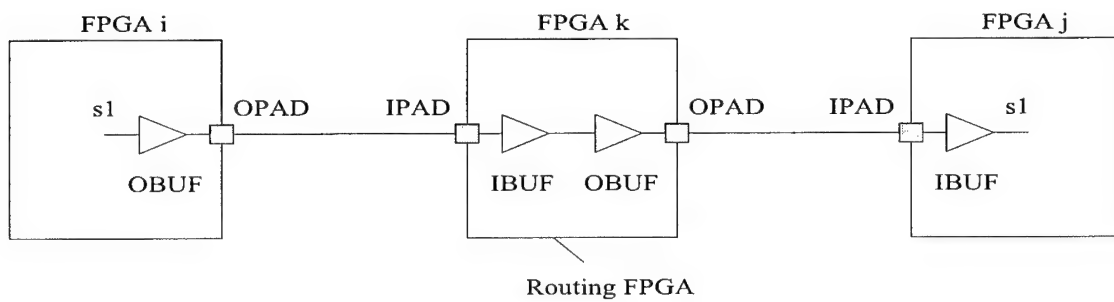 FPGA i
FPGA k
FPGA j
s1
OPAD
IPAD
OPAD
IPAD
s1
OBUF
IBUF
OBUF
IBUF
Routing FPGA